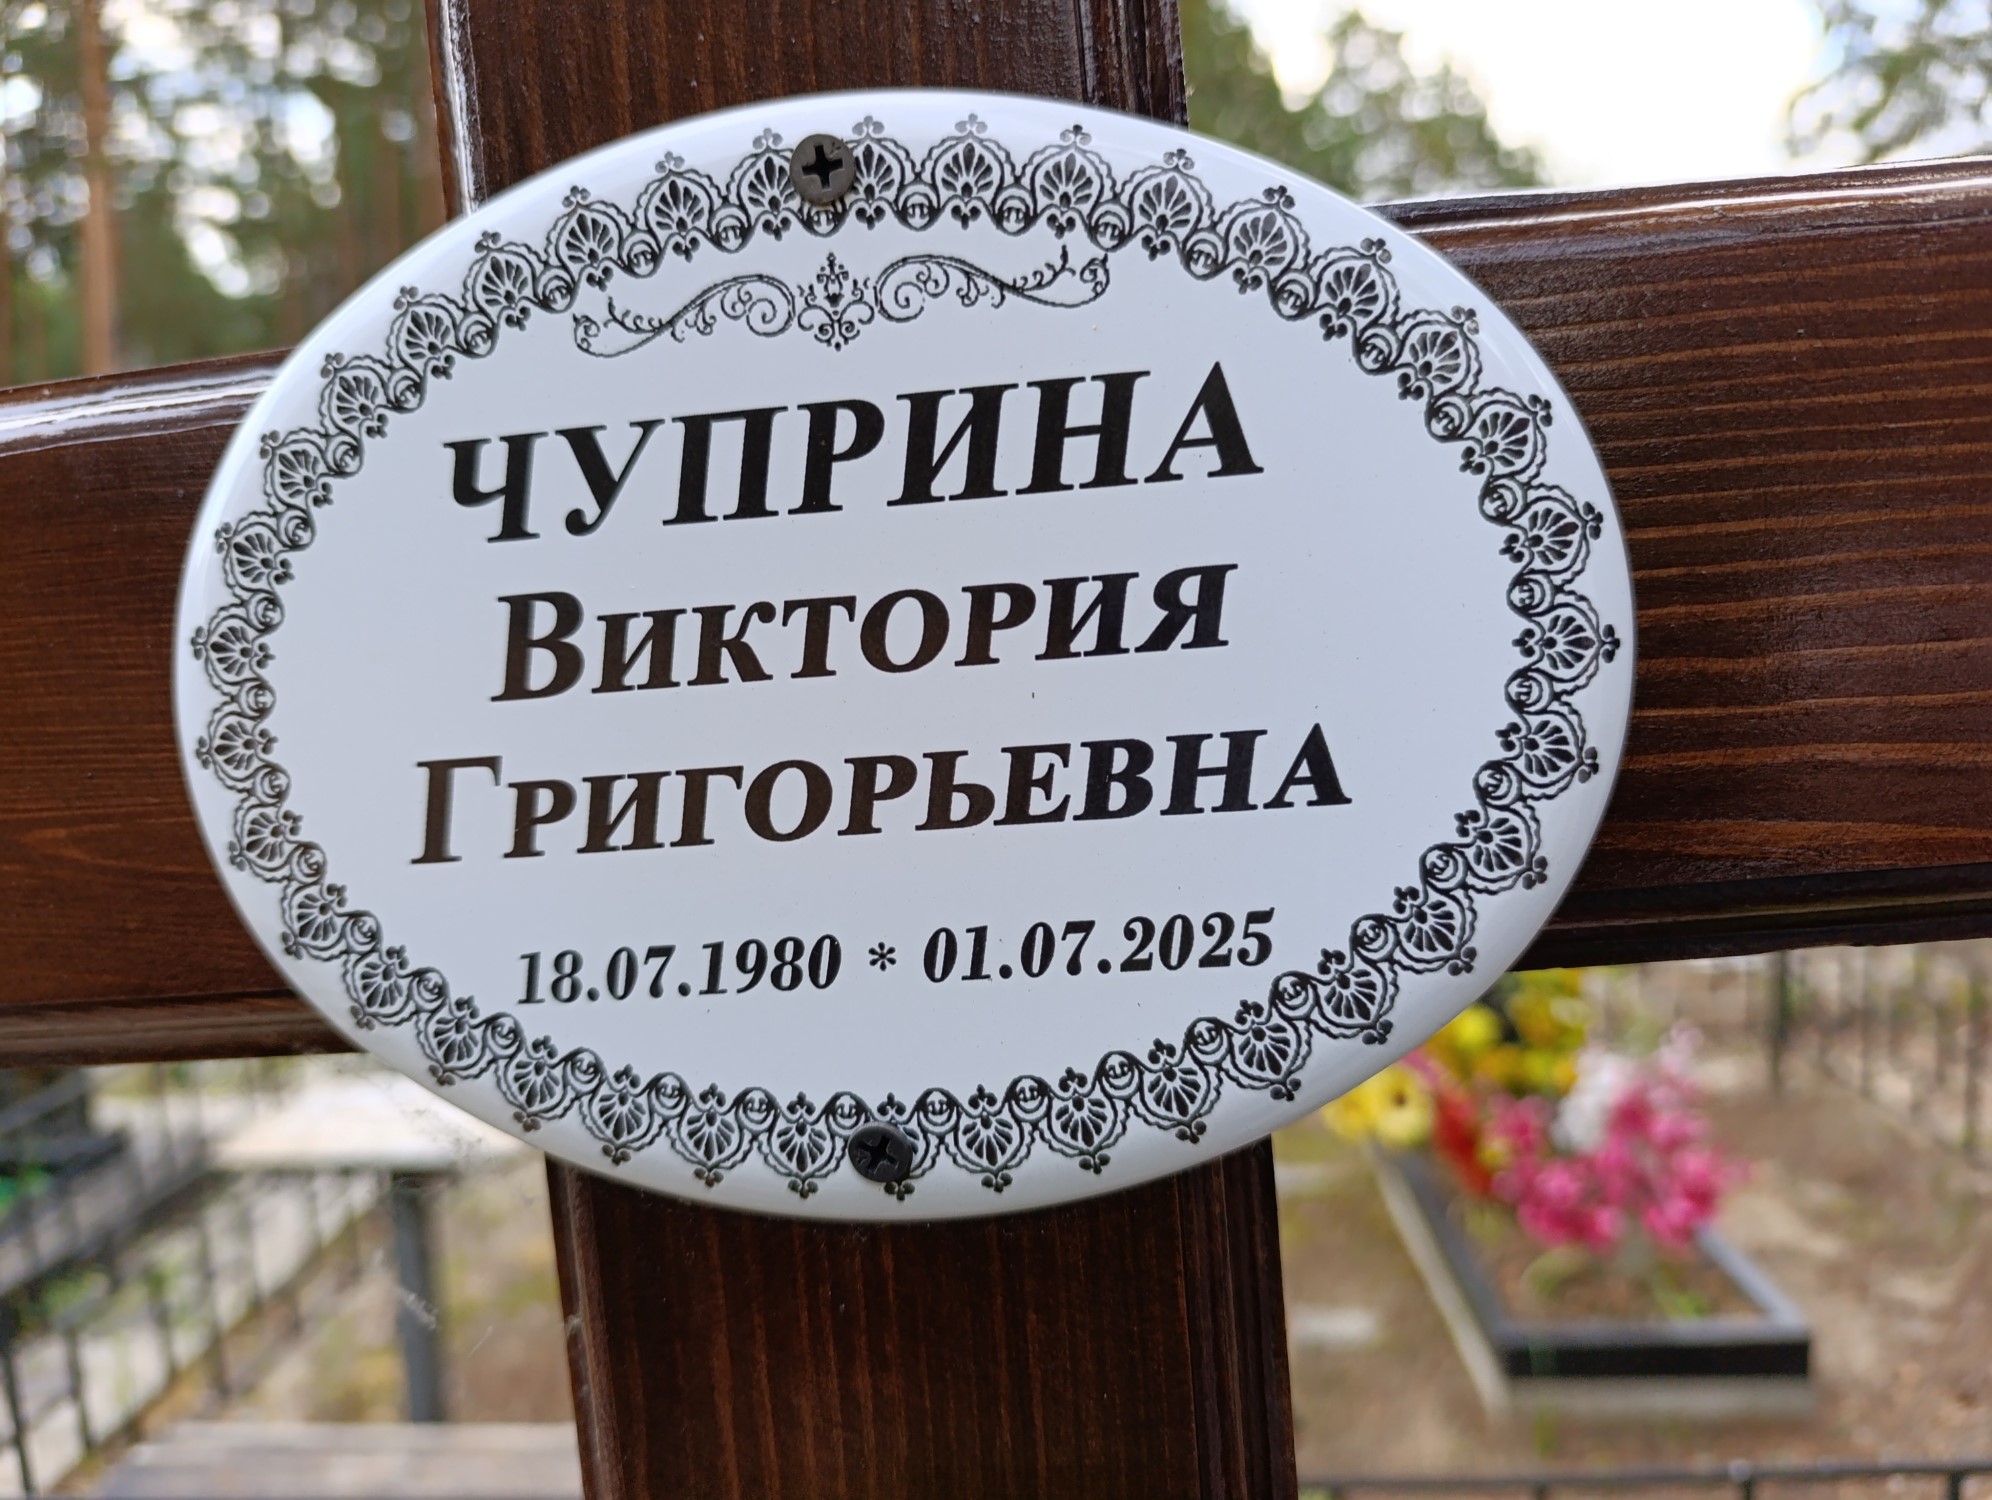 ЧУПРИНА
ВИКТОРИЯ
ГРИГОРЬЕВНА
18.07.1980 * 01.07.2025